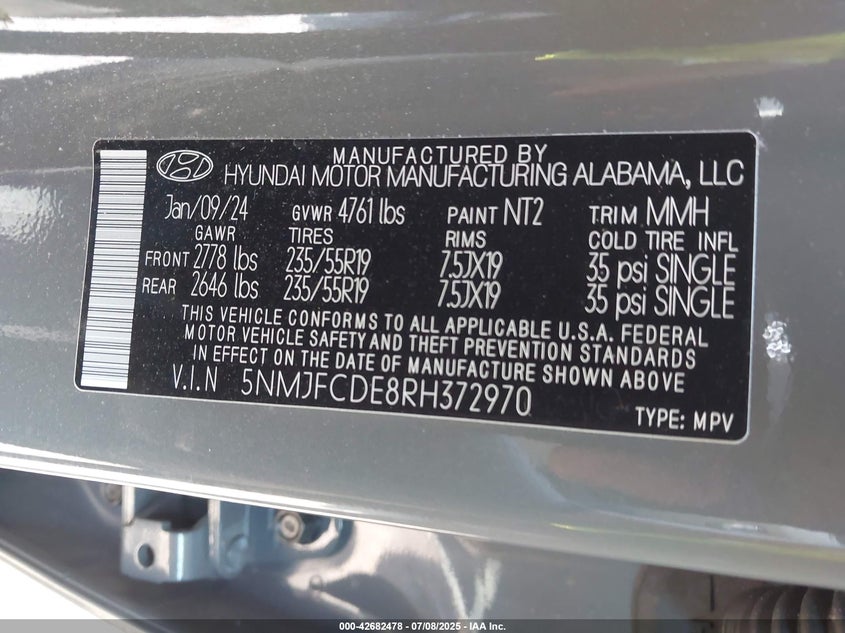 MANUFACTURED BY
HYUNDAI MOTOR MANUFACTURING ALABAMA, LLC
Jan/09/24 GVWR 4761 lbs PAINT NT2 TRIM MMH
GAWR TIRES RIMS COLD TIRE INFL
FRONT 2778 lbs 235/55R19 7.5JX19 35 psi SINGLE
REAR 2646 lbs 235/55R19 7.5JX19 35 psi SINGLE
THIS VEHICLE CONFORMS TO ALL APPLICABLE U.S.A. FEDERAL
MOTOR VEHICLE SAFETY AND THEFT PREVENTION STANDARDS
IN EFFECT ON THE DATE OF MANUFACTURE SHOWN ABOVE
V.I.N 5NMJFCDE8RH372970
TYPE: MPV
000-42682478 - 07/08/2025 - IAA Inc.